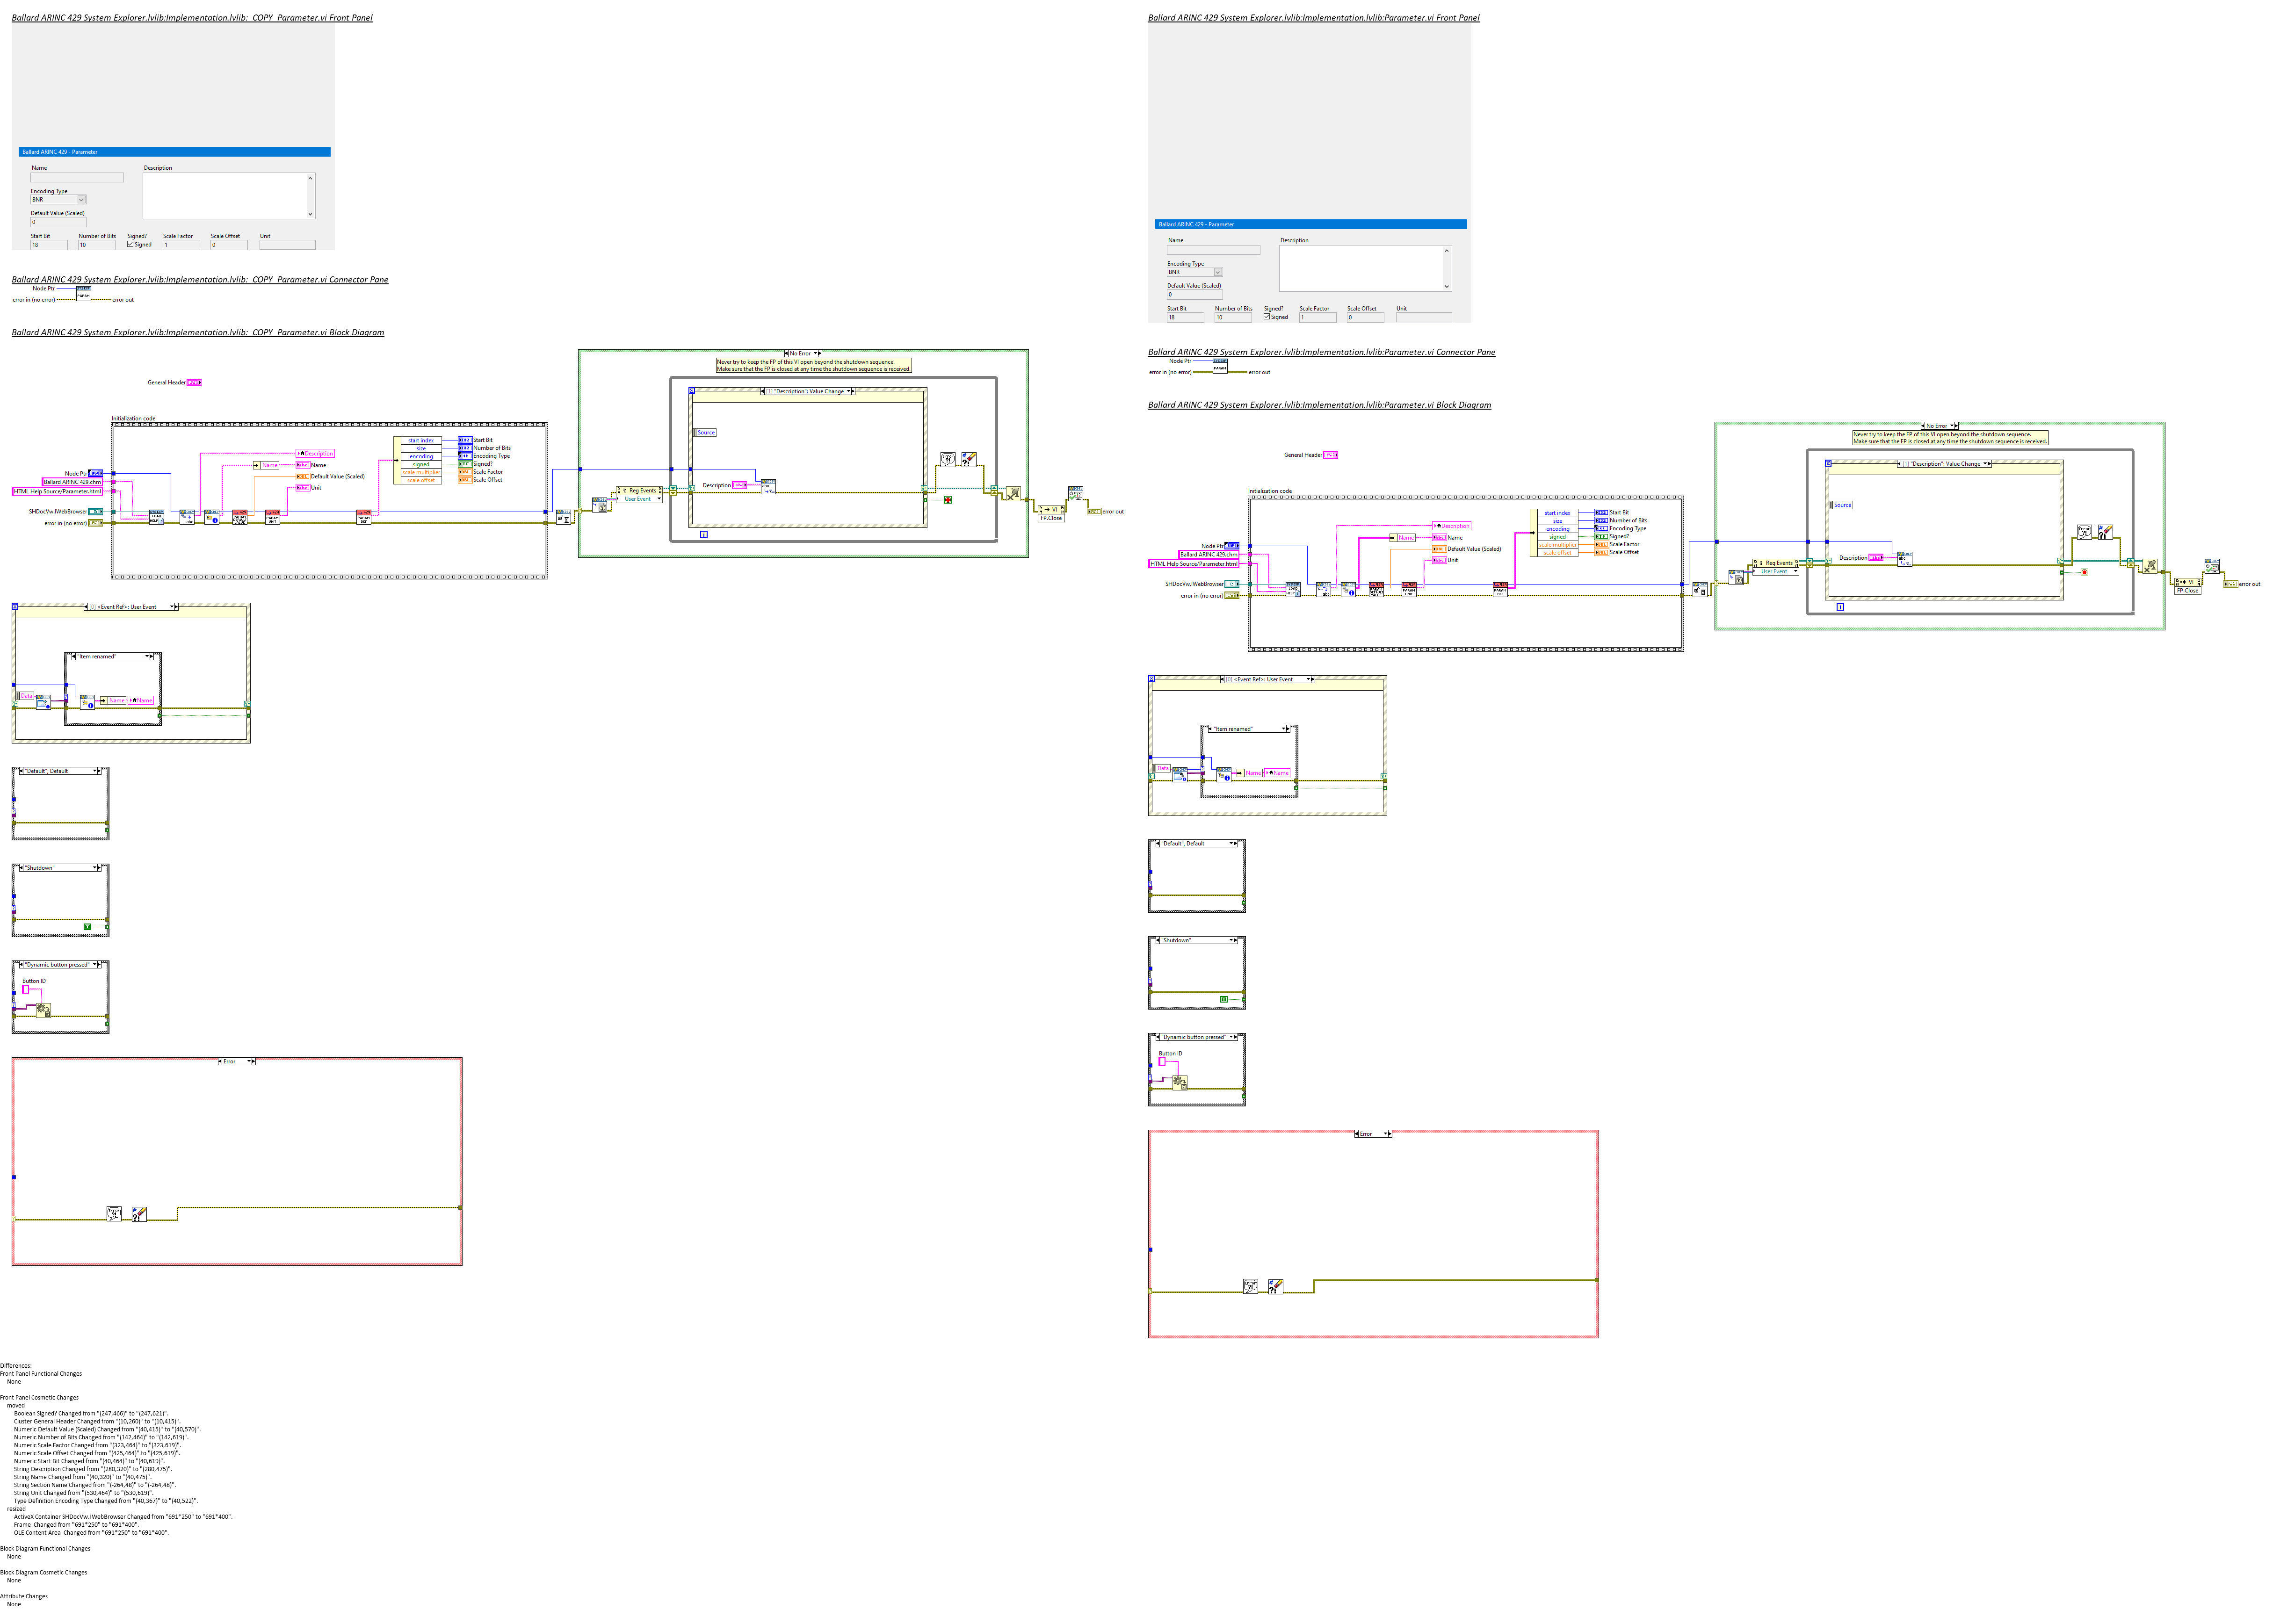 Ballard ARINC 429 System Explorer.lvlib:Implementation.lvlib:_COPY_Parameter.vi Front Panel
Ballard ARINC 429 - Parameter
Name
Description
Encoding Type
BNR
Default Value (Scaled)
0
Start Bit
Number of Bits
Signed?
Scale Factor
Scale Offset
Unit
18
10
Signed
1
0
Ballard ARINC 429 System Explorer.lvlib:Implementation.lvlib:_COPY_Parameter.vi Connector Pane
Node Ptr
error in (no error)
error out
Ballard ARINC 429 System Explorer.lvlib:Implementation.lvlib:_COPY_Parameter.vi Block Diagram
General Header
Initialization code
Node Ptr
Ballard ARINC 429.chm
HTML Help Source/Parameter.html
SHDocVw.IWebBrowser
error in (no error)
Description
Name
Name
Default Value (Scaled)
Unit
start index
size
encoding
signed
scale multiplier
scale offset
Start Bit
Number of Bits
Encoding Type
Signed?
Scale Factor
Scale Offset
No Error
Never try to keep the FP of this VI open beyond the shutdown sequence.
Make sure that the FP is closed at any time the shutdown sequence is received.
[1] "Description": Value Change
Source
Description
Reg Events
User Event
VI
FP.Close
error out
[0] <Event Ref>: User Event
"Item renamed"
Data
Name
Name
"Default", Default
"Shutdown"
"Dynamic button pressed"
Button ID
Error
Ballard ARINC 429 System Explorer.lvlib:Implementation.lvlib:Parameter.vi Front Panel
Ballard ARINC 429 - Parameter
Name
Description
Encoding Type
BNR
Default Value (Scaled)
0
Start Bit
Number of Bits
Signed?
Scale Factor
Scale Offset
Unit
18
10
Signed
1
0
Ballard ARINC 429 System Explorer.lvlib:Implementation.lvlib:Parameter.vi Connector Pane
Node Ptr
error in (no error)
error out
Ballard ARINC 429 System Explorer.lvlib:Implementation.lvlib:Parameter.vi Block Diagram
General Header
Initialization code
Node Ptr
Ballard ARINC 429.chm
HTML Help Source/Parameter.html
SHDocVw.IWebBrowser
error in (no error)
Description
Name
Name
Default Value (Scaled)
Unit
start index
size
encoding
signed
scale multiplier
scale offset
Start Bit
Number of Bits
Encoding Type
Signed?
Scale Factor
Scale Offset
No Error
Never try to keep the FP of this VI open beyond the shutdown sequence.
Make sure that the FP is closed at any time the shutdown sequence is received.
[1] "Description": Value Change
Source
Description
Reg Events
User Event
VI
FP.Close
error out
[0] <Event Ref>: User Event
"Item renamed"
Data
Name
Name
"Default", Default
"Shutdown"
"Dynamic button pressed"
Button ID
Error
Differences:
Front Panel Functional Changes
None
Front Panel Cosmetic Changes
moved
Boolean Signed? Changed from "(247,466)" to "(247,621)".
Cluster General Header Changed from "(10,260)" to "(10,415)".
Numeric Default Value (Scaled) Changed from "(40,415)" to "(40,570)".
Numeric Number of Bits Changed from "(142,464)" to "(142,619)".
Numeric Scale Factor Changed from "(323,464)" to "(323,619)".
Numeric Scale Offset Changed from "(425,464)" to "(425,619)".
Numeric Start Bit Changed from "(40,464)" to "(40,619)".
String Description Changed from "(280,320)" to "(280,475)".
String Name Changed from "(40,320)" to "(40,475)".
String Section Name Changed from "(-264,48)" to "(-264,48)".
String Unit Changed from "(530,464)" to "(530,619)".
Type Definition Encoding Type Changed from "(40,367)" to "(40,522)".
resized
ActiveX Container SHDocVw.IWebBrowser Changed from "691*250" to "691*400".
Frame  Changed from "691*250" to "691*400".
OLE Content Area  Changed from "691*250" to "691*400".
Block Diagram Functional Changes
None
Block Diagram Cosmetic Changes
None
Attribute Changes
None